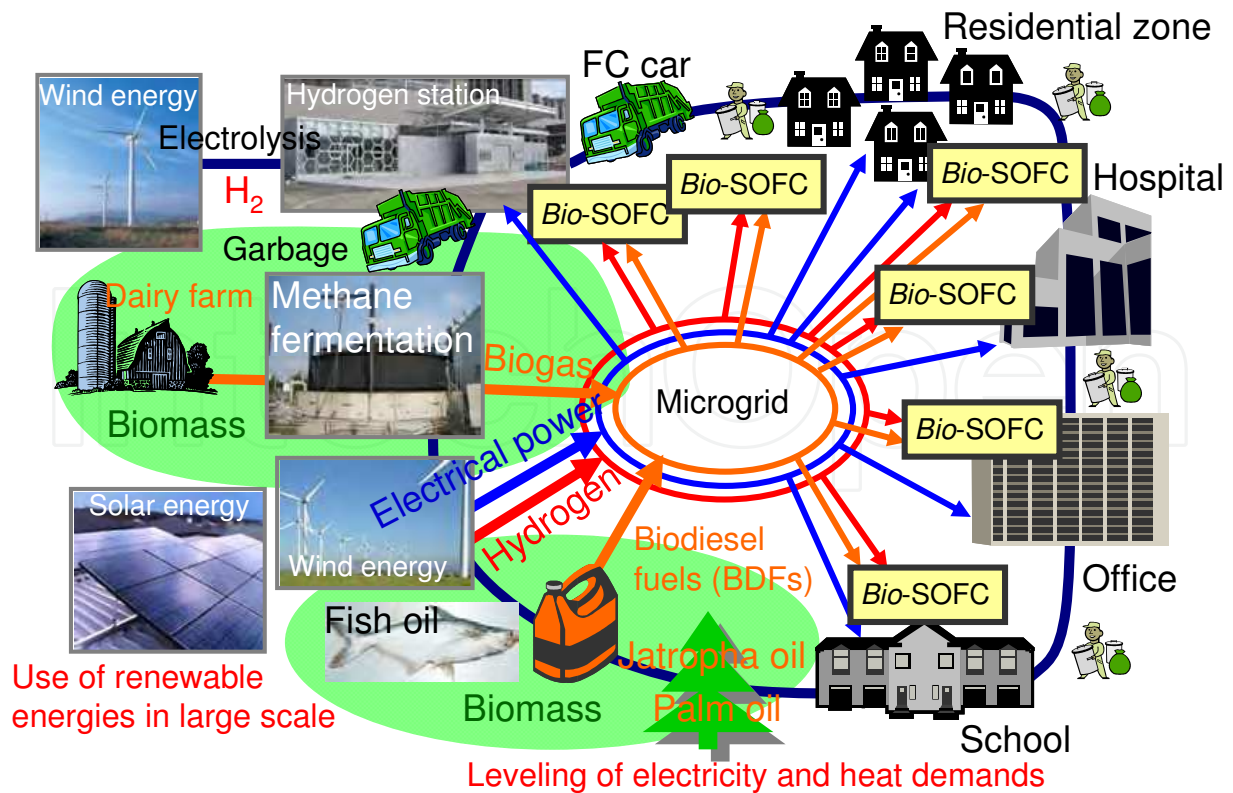 Residential zone
FC car
Wind energy
Hydrogen station
Electrolysis
H2
Bio-SOFC
Bio-SOFC
Bio-SOFC
Hospital
Garbage
Dairy farm
Methane
fermentation
Bio-SOFC
Biogas
Microgrid
Biomass
Electrical power
Bio-SOFC
Solar energy
Hydrogen
Wind energy
Biodiesel
fuels (BDFs)
Office
Bio-SOFC
Fish oil
Jatropha oil
Use of renewable
energies in large scale
Biomass
Palm oil
School
Leveling of electricity and heat demands
InTechOpen